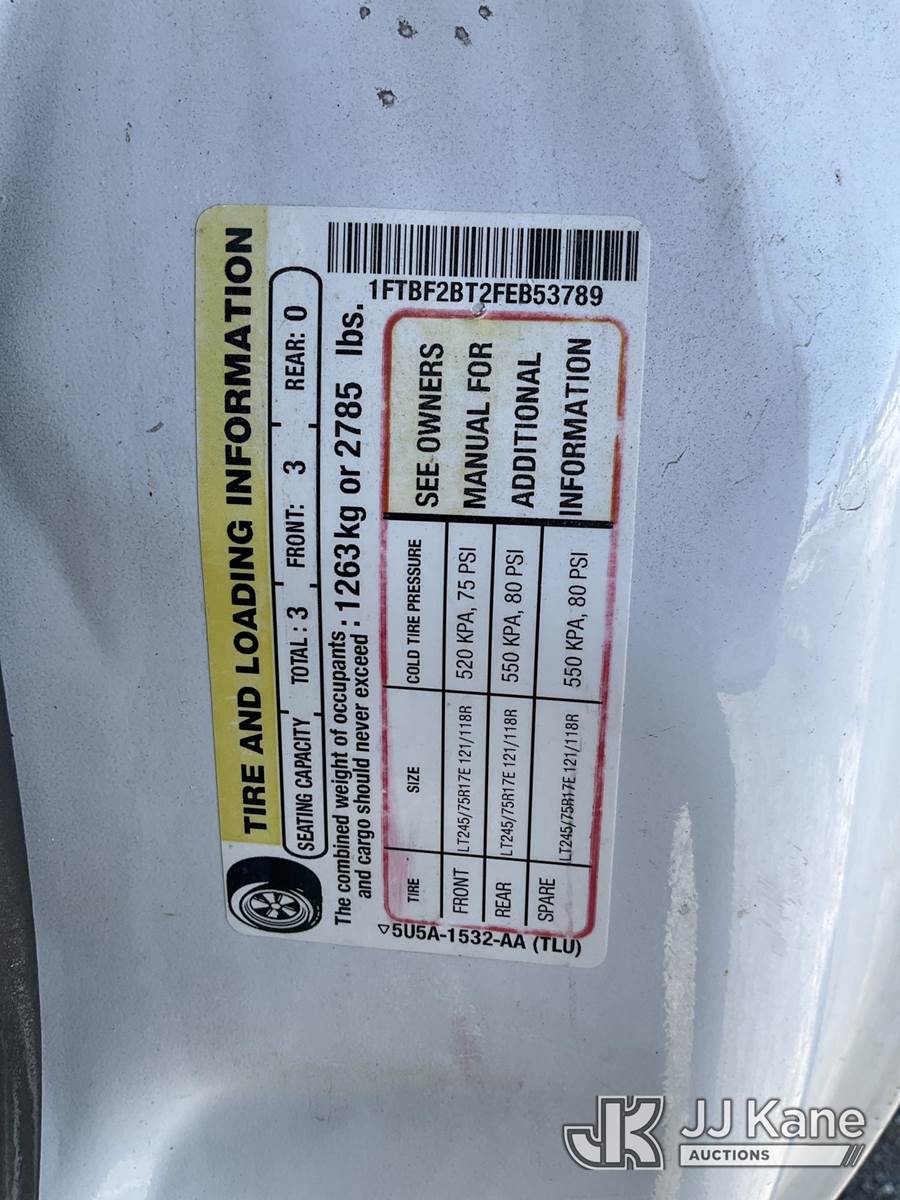 TIRE AND LOADING INFORMATION
SEATING CAPACITY TOTAL : 3 FRONT: 3 REAR: 0
The combined weight of occupants
and cargo should never exceed : 1263kg or 2785 lbs.
TIRE SIZE COLD TIRE PRESSURE
FRONT LT245/75R17E 121/118R 520 KPA, 75 PSI
REAR LT245/75R17E 121/118R 550 KPA, 80 PSI
SPARE LT245/75R17E 121/118R 550 KPA, 80 PSI
SEE OWNERS
MANUAL FOR
ADDITIONAL
INFORMATION
5U5A-1532-AA (TLU)
1FTBF2BT2FEB53789
JK JJ Kane
AUCTIONS